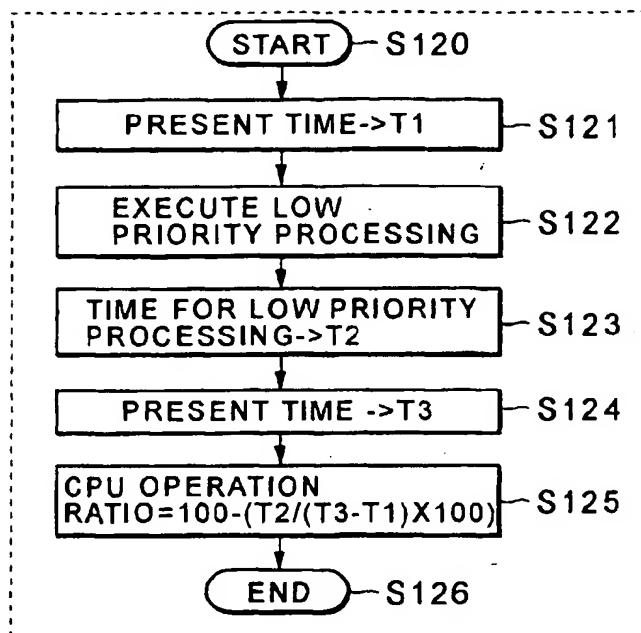 START S120
PRESENT TIME->T1 S121
EXECUTE LOW
PRIORITY PROCESSING S122
TIME FOR LOW PRIORITY
PROCESSING->T2 S123
PRESENT TIME ->T3 S124
CPU OPERATION
RATIO=100-(T2/(T3-T1)X100) S125
END S126